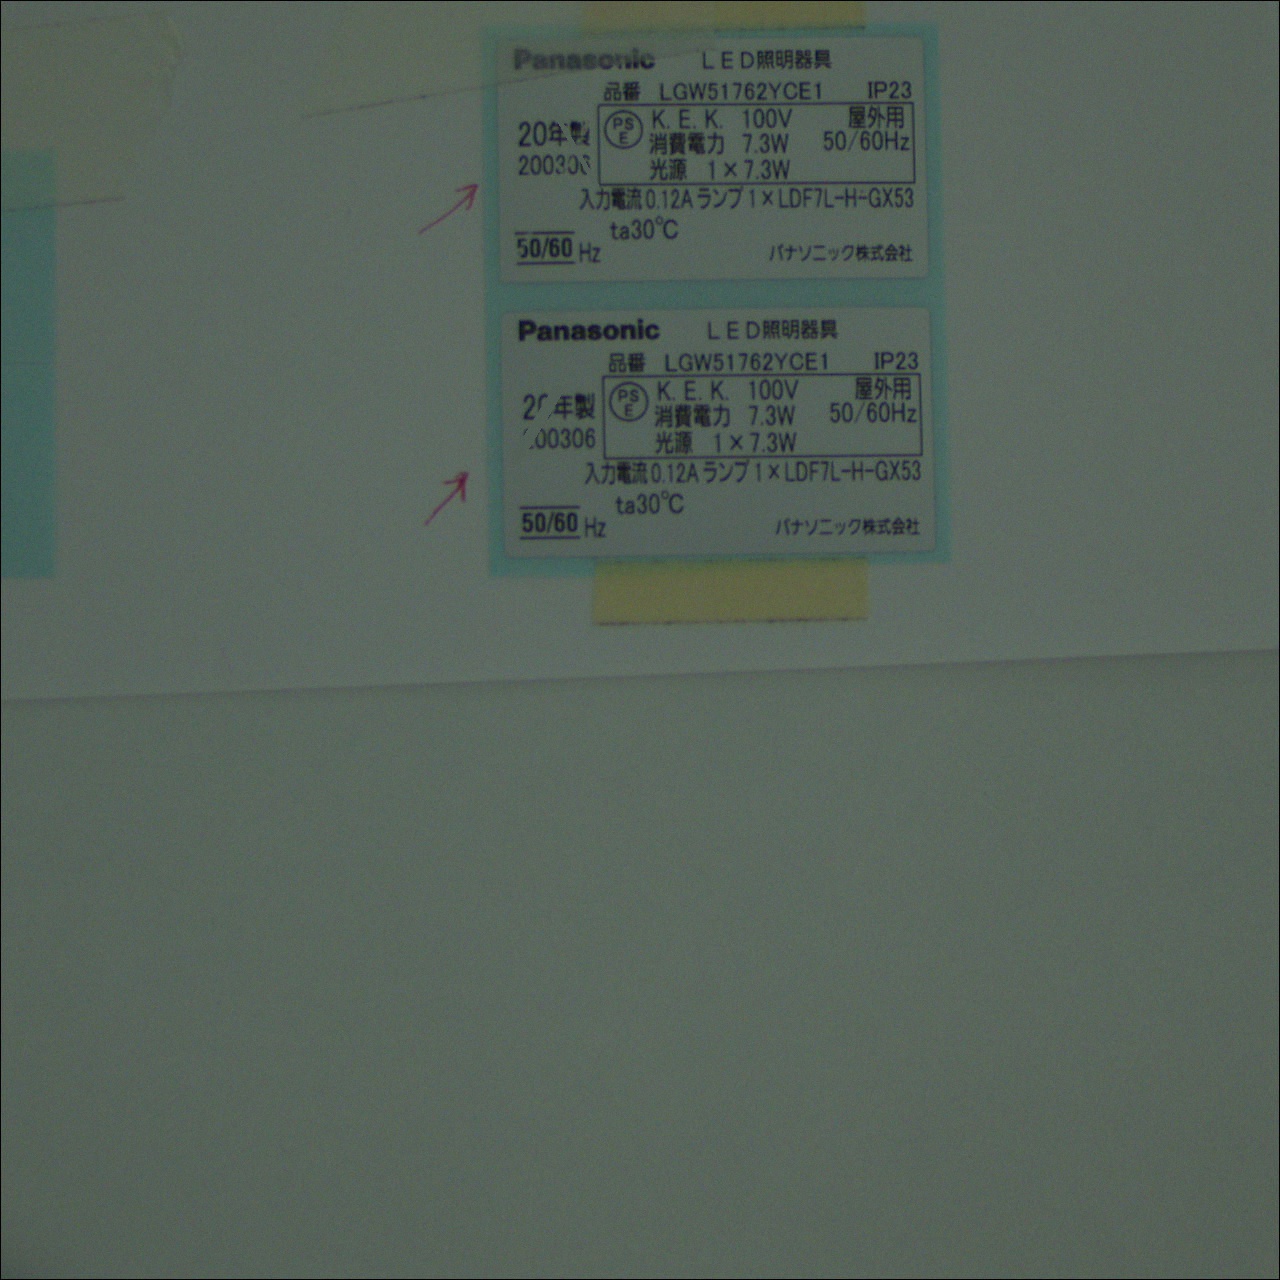 Panasonic LED照明器具
品番 LGW51762YCE1 IP23
20年製 PSE K.E.K. 100V 屋外用
消費電力 7.3W 50/60Hz
光源 1×7.3W
入力電流0.12A ランプ1×LDF7L-H-GX53
ta30℃
50/60 Hz パナソニック株式会社
Panasonic LED照明器具
品番 LGW51762YCE1 IP23
年製 PSE K.E.K. 100V 屋外用
消費電力 7.3W 50/60Hz
00306 光源 1×7.3W
入力電流0.12A ランプ1×LDF7L-H-GX53
ta30℃
50/60 Hz パナソニック株式会社